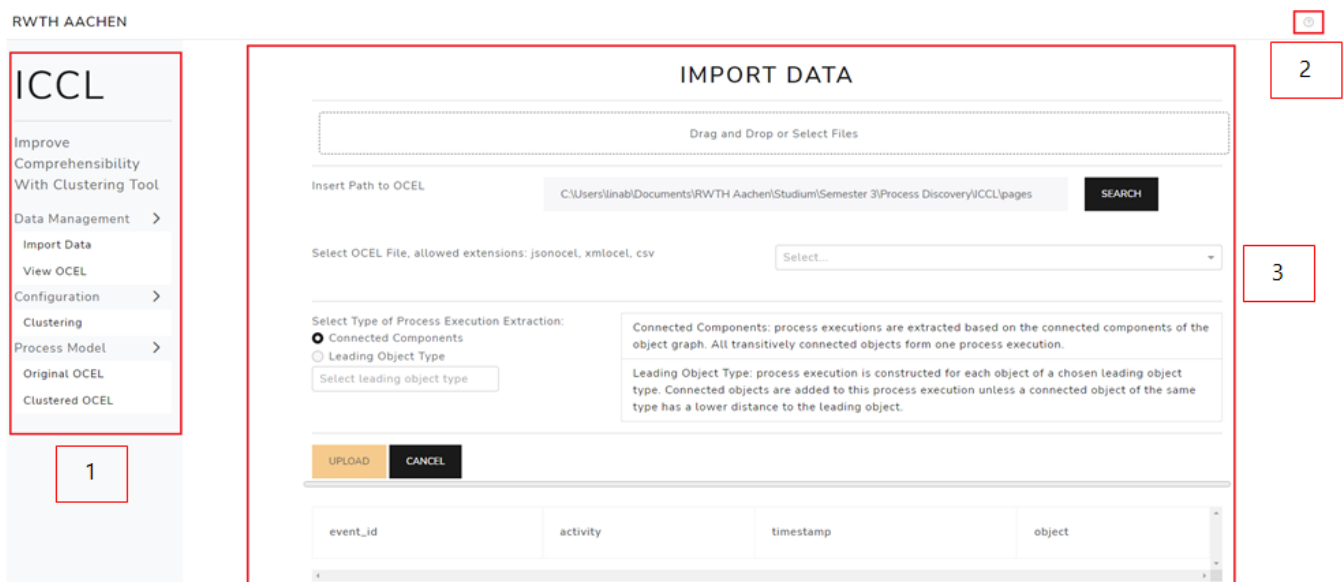 RWTH AACHEN
2
ICCL
Improve
Comprehensibility
With Clustering Tool
Data Management
Import Data
View OCEL
Configuration
Clustering
Process Model
Original OCEL
Clustered OCEL
1
IMPORT DATA
Drag and Drop or Select Files
Insert Path to OCEL
C:\Users\linab\Documents\RWTH Aachen\Studium\Semester 3\Process Discovery\ICCL\pages
SEARCH
Select OCEL File, allowed extensions: jsonocel, xmlocel, csv
Select...
3
Select Type of Process Execution Extraction:
Connected Components
Leading Object Type
Select leading object type
Connected Components: process executions are extracted based on the connected components of the
object graph. All transitively connected objects form one process execution.
Leading Object Type: process execution is constructed for each object of a chosen leading object
type. Connected objects are added to this process execution unless a connected object of the same
type has a lower distance to the leading object.
UPLOAD
CANCEL
event_id activity timestamp object